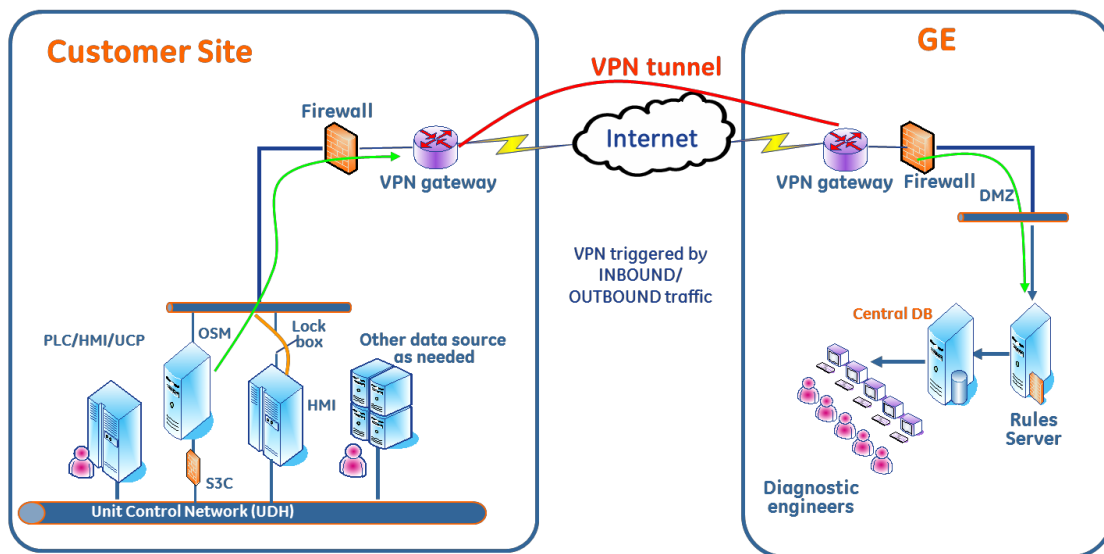 Customer Site
GE
VPN tunnel
Firewall
Internet
VPN gateway
VPN gateway
Firewall
DMZ
VPN triggered by
INBOUND/
OUTBOUND traffic
PLC/HMI/UCP
OSM
Lock
box
Other data source
as needed
Central DB
HMI
Rules
Server
S3C
Diagnostic
engineers
Unit Control Network (UDH)